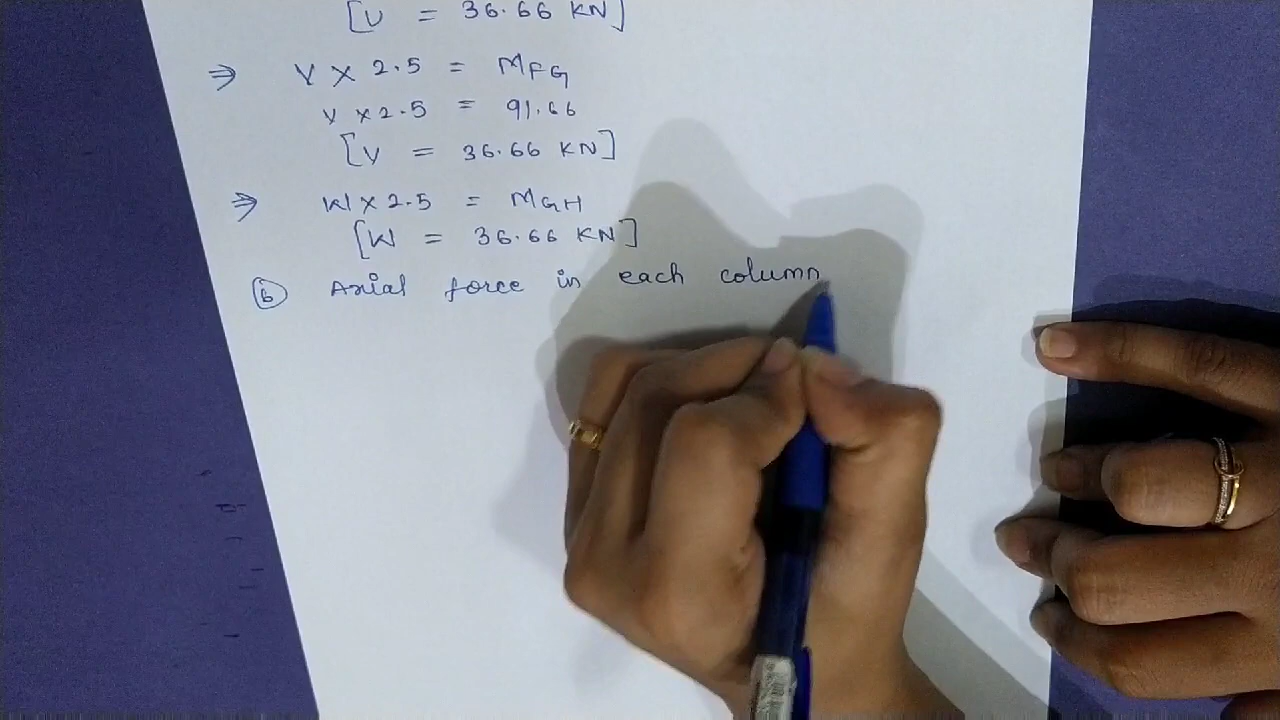 [U = 36.66 KN]
⇒ V × 2.5 = MFG
V × 2.5 = 91.66
[V = 36.66 KN]
⇒ W × 2.5 = MGH
[W = 36.66 KN]
(b) Axial force in each column